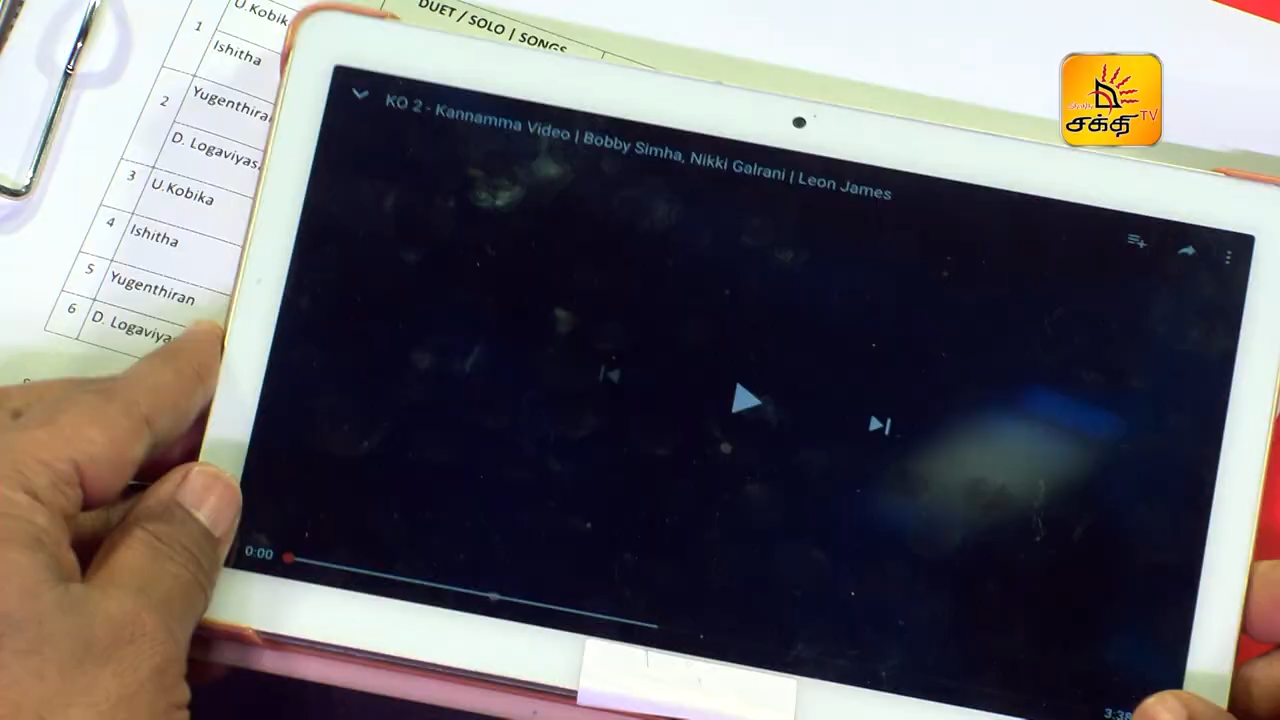 DUET / SOLO | SONGS
1 U.Kobik
Ishitha
2 Yugenthiran
D. Logaviyas
3 U.Kobika
4 Ishitha
5 Yugenthiran
6 D. Logaviya
KO 2 - Kannamma Video | Bobby Simha, Nikki Galrani | Leon James
0:00
3:38
சக்தி TV